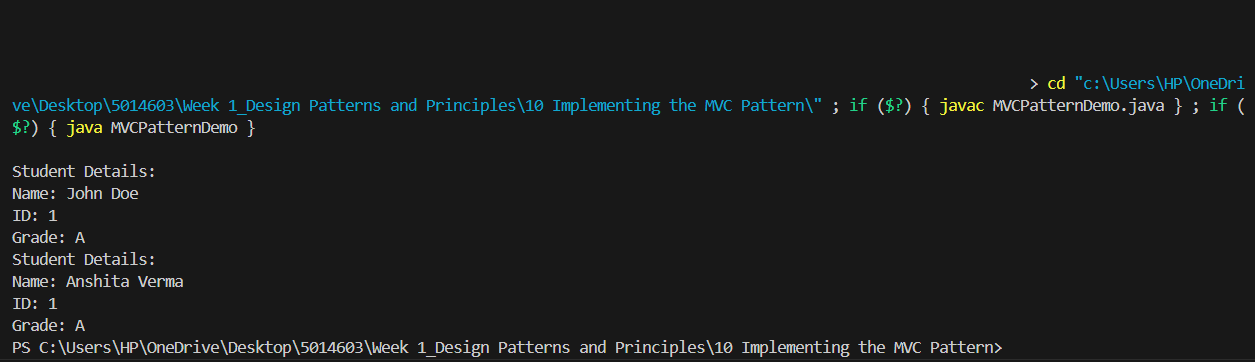 > cd "c:\Users\HP\OneDri
ve\Desktop\5014603\Week 1_Design Patterns and Principles\10 Implementing the MVC Pattern\" ; if ($?) { javac MVCPatternDemo.java } ; if (
$?) { java MVCPatternDemo }
Student Details:
Name: John Doe
ID: 1
Grade: A
Student Details:
Name: Anshita Verma
ID: 1
Grade: A
PS C:\Users\HP\OneDrive\Desktop\5014603\Week 1_Design Patterns and Principles\10 Implementing the MVC Pattern>